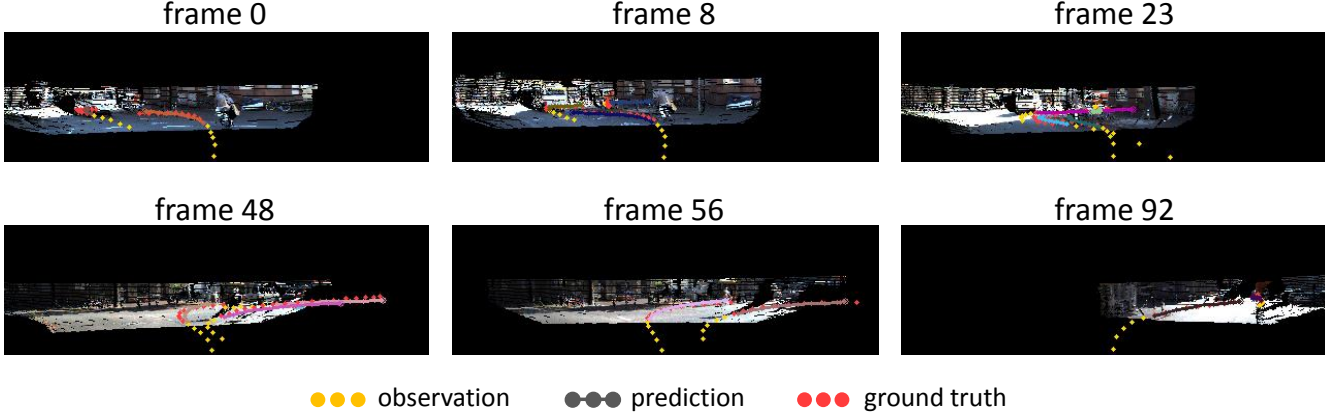 frame 0
frame 8
frame 23
frame 48
frame 56
frame 92
observation
prediction
ground truth